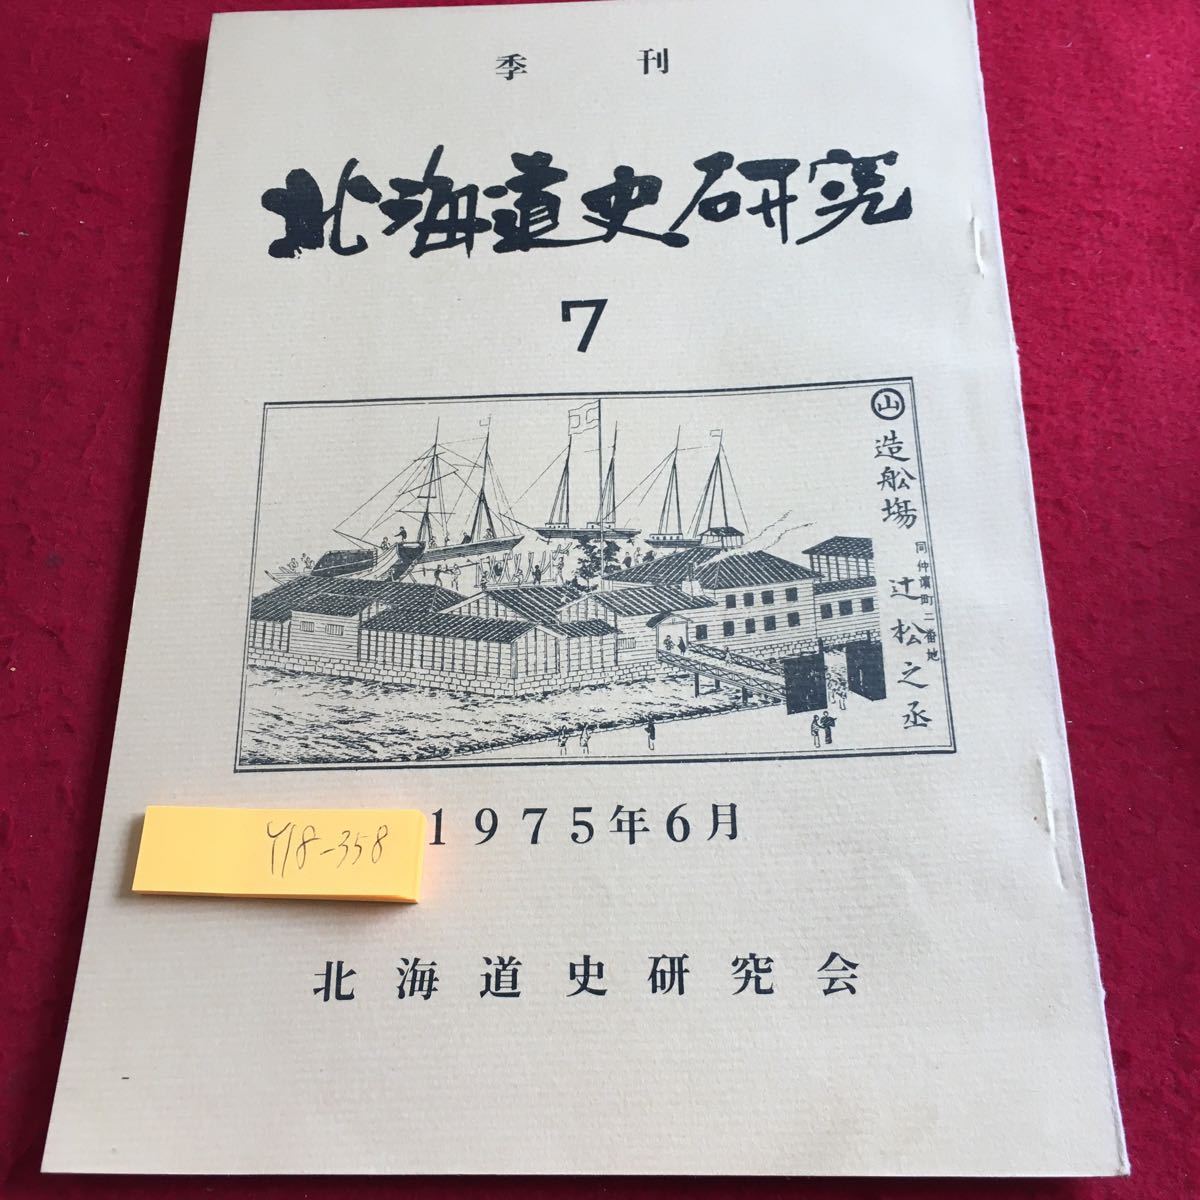 季刊
北海道史研究
7
山
造舩場
同仲濱町二番地
辻松之丞
Y18-358
1975年6月
北海道史研究会